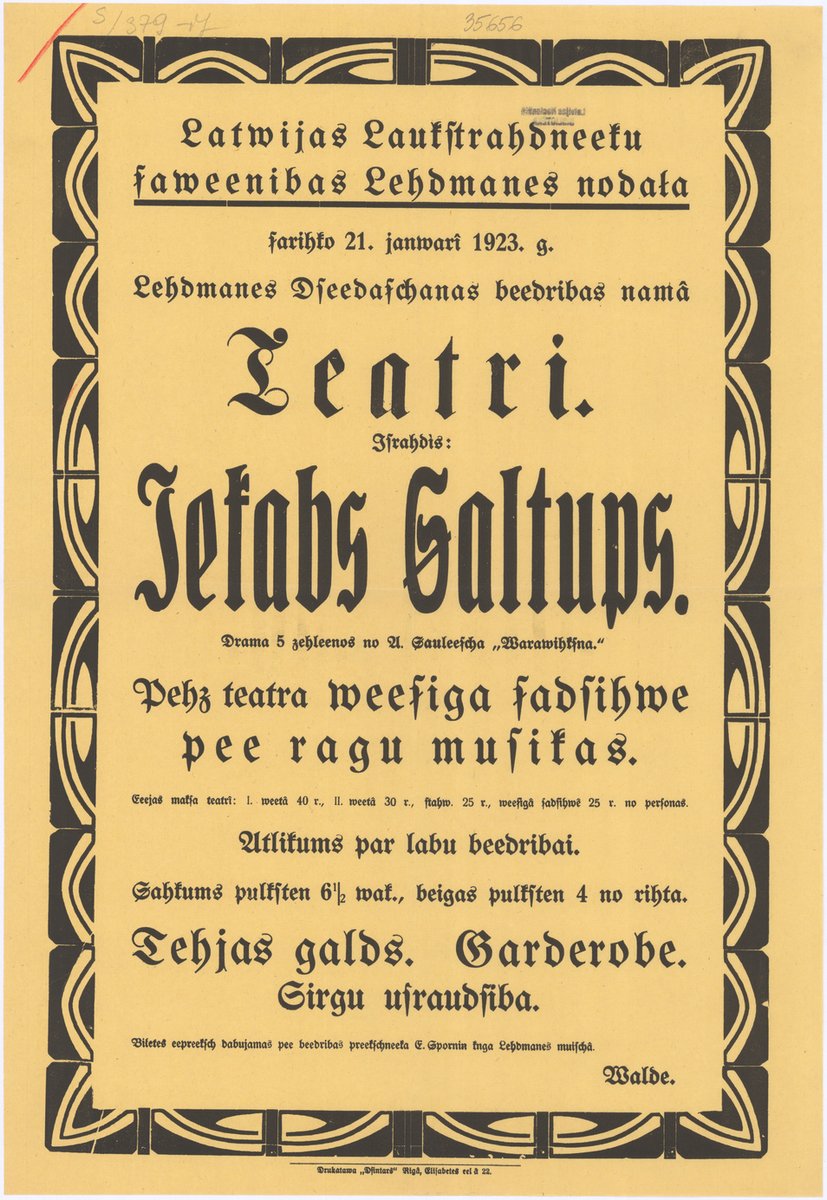 S/379-17
35656
Latwijas Laukſtrahdneeku
ſaweenibas Lehdmanes nodaļa
ſarihko 21. janwarî 1923. g.
Lehdmanes Dſeedaſchanas beedribas namâ
Teatri.
Iſrahdis:
Jekabs Saltups.
Drama 5 zehleenos no A. Sauleeſcha „Warawihkſna.“
Pehz teatra weeſiga ſadſihwe
pee ragu muſikas.
Eeejas makſa teatrî: I. weetâ 40 r., II. weetâ 30 r., ſtahw. 25 r., weeſigâ ſadſihwê 25 r. no perſonas.
Atlikums par labu beedribai.
Sahkums pulkſten 6½ wak., beigas pulkſten 4 no rihta.
Tehjas galds. Garderobe.
Sirgu uſraudſiba.
Biletes eepreekſch dabujamas pee beedribas preekſchneeka E. Spornin knga Lehdmanes muiſchâ.
Walde.
Drukatawa „Dſintars“ Rigâ, Eliſabetes eelâ 22.